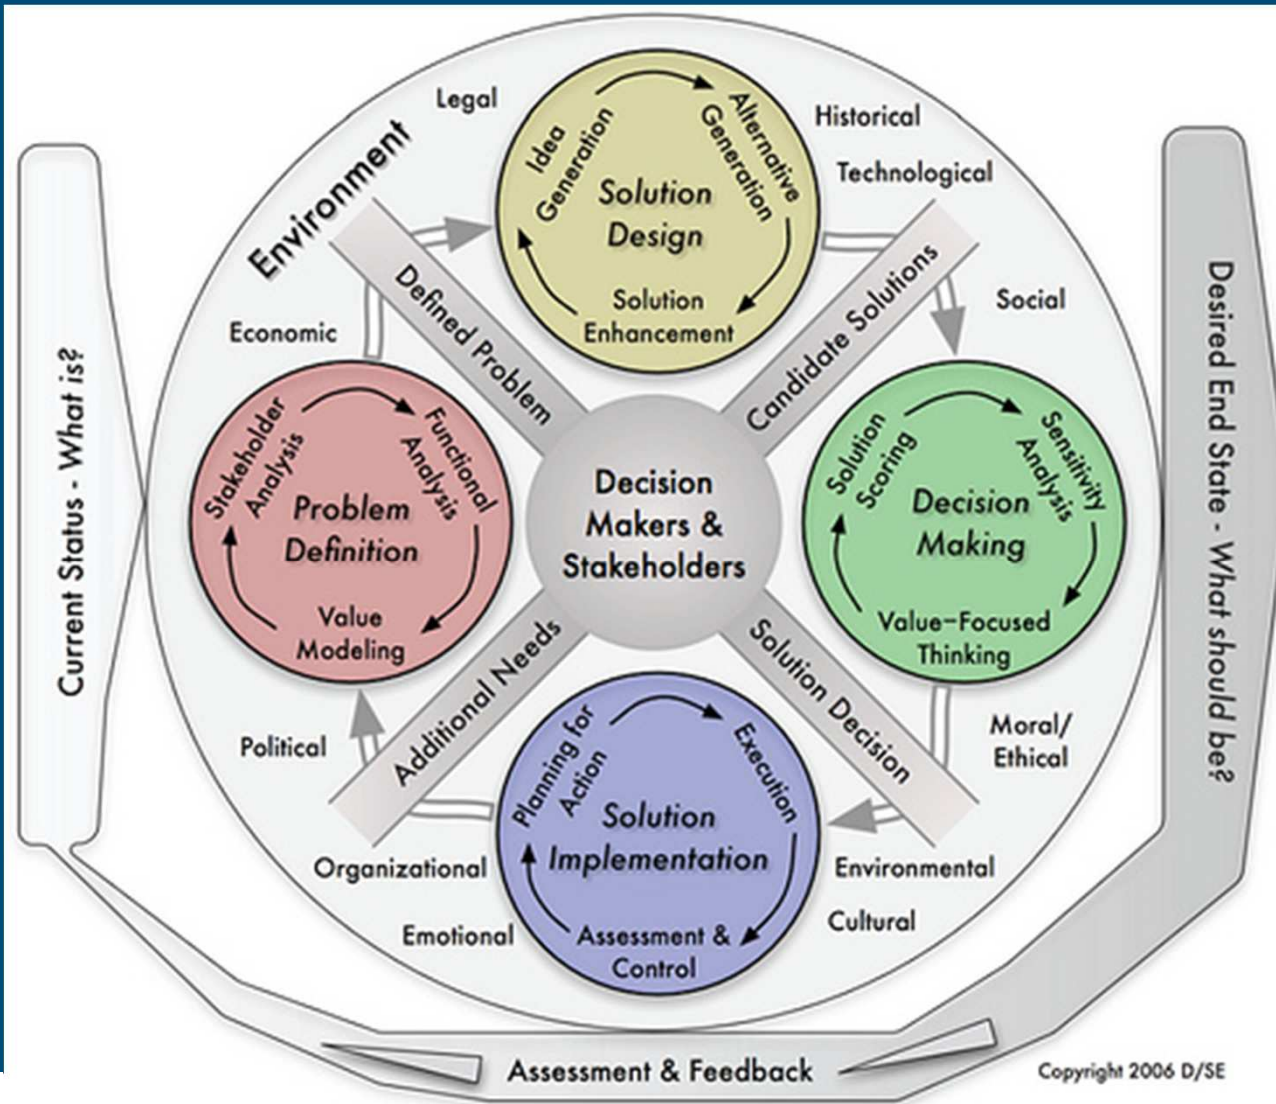 Legal
Historical
Technological
Environment
Social
Economic
Idea
Generation
Alternative
Generation
Solution
Design
Solution
Enhancement
Defined Problem
Candidate Solutions
Current Status - What is?
Desired End State - What should be?
Stakeholder
Analysis
Functional
Analysis
Problem
Definition
Value
Modeling
Decision
Makers &
Stakeholders
Solution
Scoring
Sensitivity
Analysis
Decision
Making
Value-Focused
Thinking
Additional Needs
Solution Decision
Political
Moral/
Ethical
Planning for
Action
Execution
Solution
Implementation
Assessment &
Control
Organizational
Environmental
Emotional
Cultural
Assessment & Feedback
Copyright 2006 D/SE